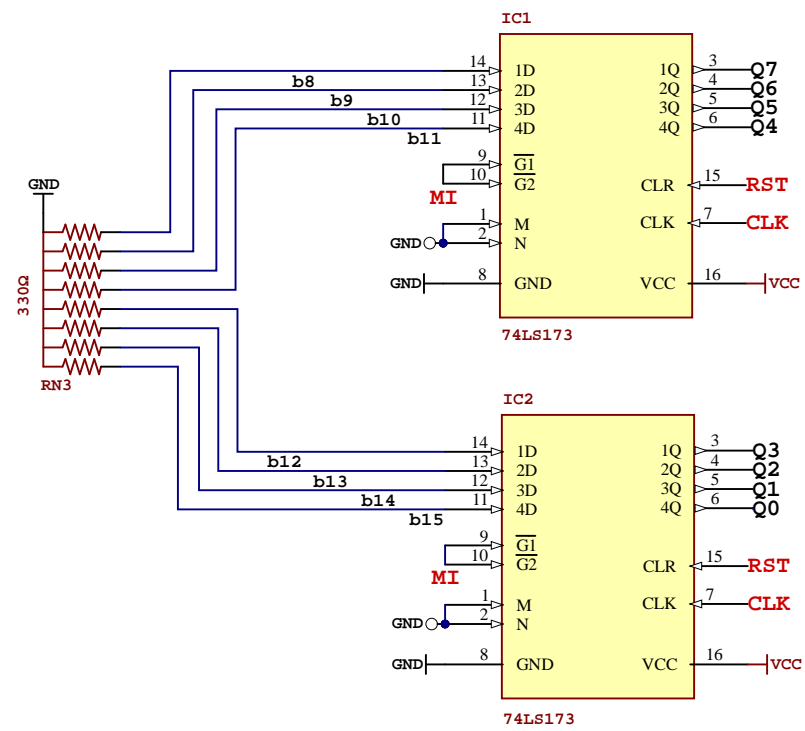 IC1
14 1D 1Q 3 Q7
b8 13 2D 2Q 4 Q6
b9 12 3D 3Q 5 Q5
b10 11 4D 4Q 6 Q4
b11
9 G1
10 G2 CLR 15 RST
MI
1 M CLK 7 CLK
GND 2 N
GND 8 GND VCC 16 VCC
74LS173
GND
330Ω
RN3
IC2
14 1D 1Q 3 Q3
b12 13 2D 2Q 4 Q2
b13 12 3D 3Q 5 Q1
b14 11 4D 4Q 6 Q0
b15
9 G1
10 G2 CLR 15 RST
MI
1 M CLK 7 CLK
GND 2 N
GND 8 GND VCC 16 VCC
74LS173